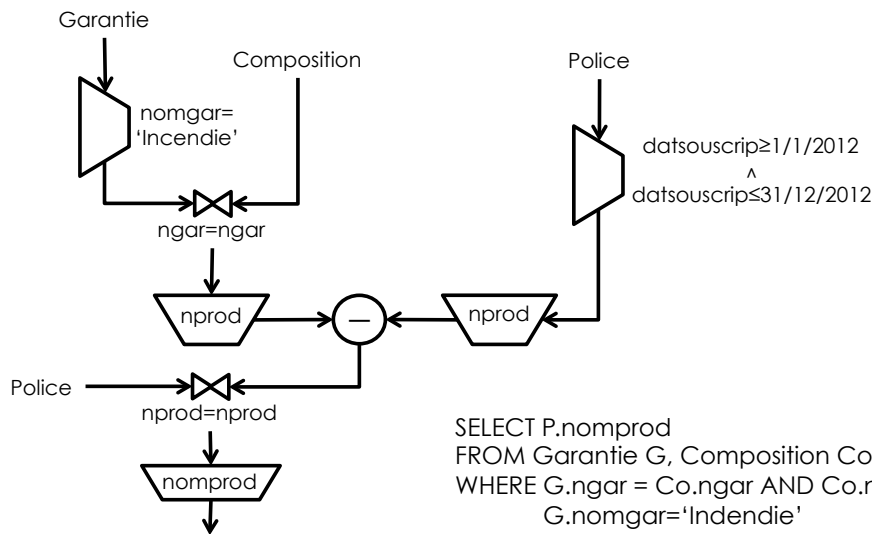 Garantie
Composition
Police
nomgar=
‘Incendie’
datsouscrip≥1/1/2012
^
datsouscrip≤31/12/2012
ngar=ngar
nprod
—
nprod
Police
nprod=nprod
nomprod
SELECT P.nomprod
FROM Garantie G, Composition Co
WHERE G.ngar = Co.ngar AND Co.
G.nomgar=‘Indendie’